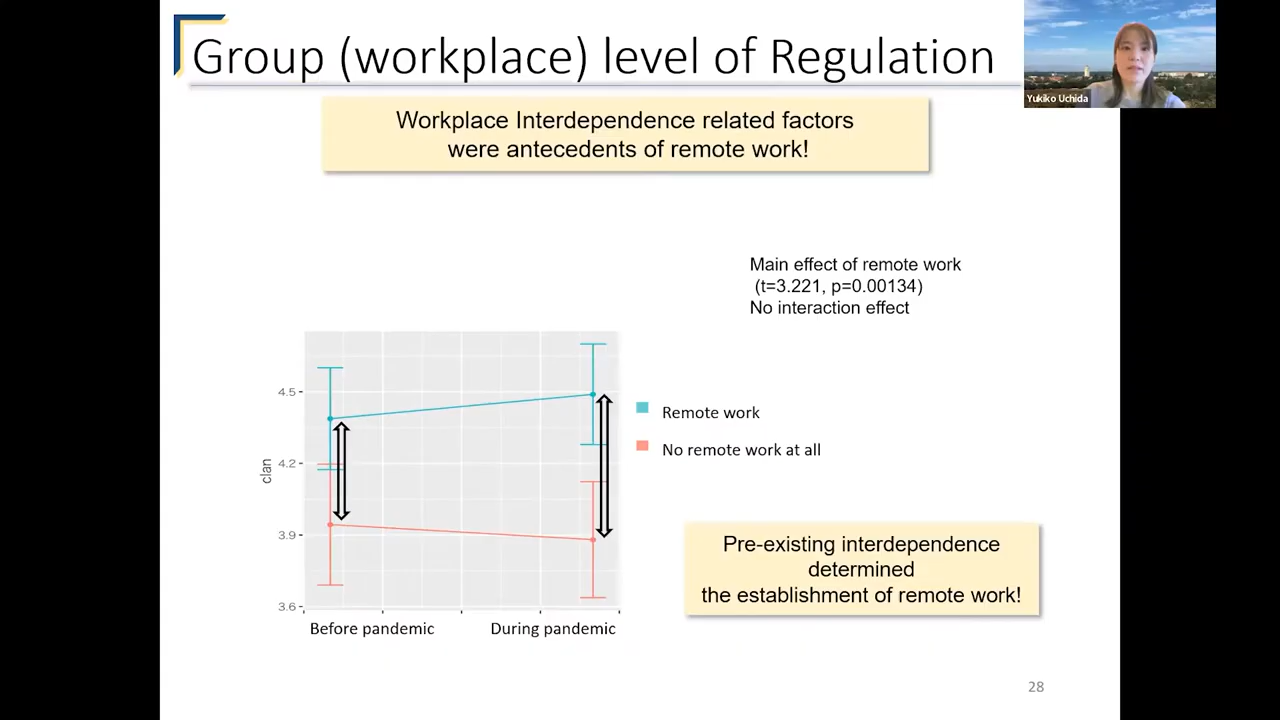 Group (workplace) level of Regulation
Yukiko Uchida
Workplace Interdependence related factors
were antecedents of remote work!
Main effect of remote work
(t=3.221, p=0.00134)
No interaction effect
4.5
4.2
3.9
3.6
clan
Before pandemic
During pandemic
Remote work
No remote work at all
Pre-existing interdependence
determined
the establishment of remote work!
28